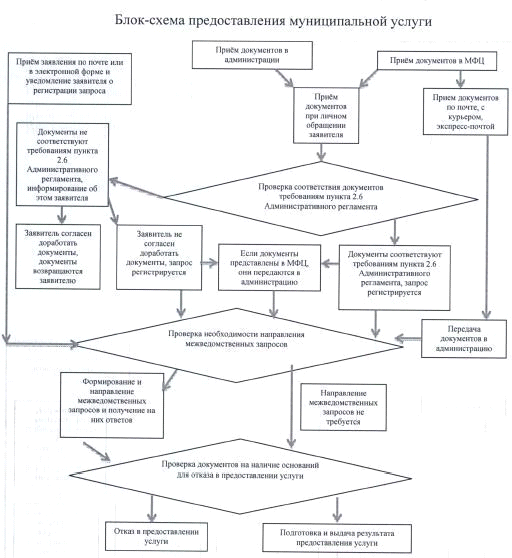 Блок-схема предоставления муниципальной услуги
Приём заявления по почте или
в электронной форме и
уведомление заявителя о
регистрации запроса
Приём документов в
администрации
Приём документов в МФЦ
Приём
документов
при личном
обращении
заявителя
Прием документов
по почте, с
курьером,
экспресс-почтой
Документы не
соответствуют
требованиям пункта
2.6
Административного
регламента,
информирование об
этом заявителя
Проверка соответствия документов
требованиям пункта 2.6
Административного регламента
Заявитель согласен
доработать
документы,
документы
возвращаются
заявителю
Заявитель не
согласен
доработать
документы, запрос
регистрируется
Если документы
представлены в МФЦ,
они передаются в
администрацию
Документы соответствуют
требованиям пункта 2.6
Административного
регламента, запрос
регистрируется
Передача
документов в
администрацию
Проверка необходимости направления
межведомственных запросов
Формирование и
направление
межведомственных
запросов и получение на
них ответов
Направление
межведомственных
запросов не
требуется
Проверка документов на наличие оснований
для отказа в предоставлении услуги
Отказ в предоставлении
услуги
Подготовка и выдача результата
предоставления услуги